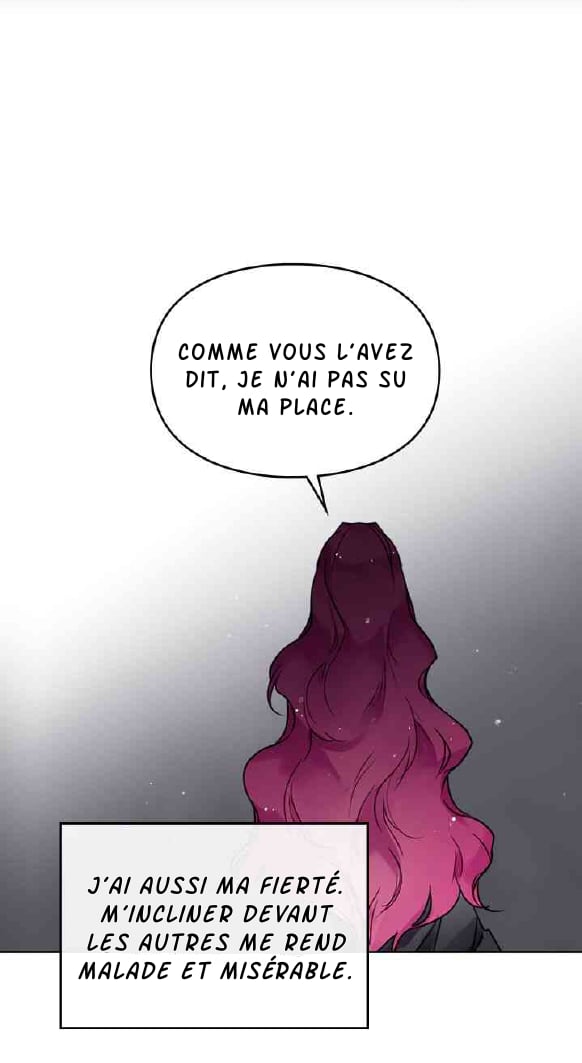 COMME VOUS L'AVEZ
DIT, JE N'AI PAS SU
MA PLACE.
J'AI AUSSI MA FIERTÉ.
M'INCLINER DEVANT
LES AUTRES ME REND
MALADE ET MISÉRABLE.